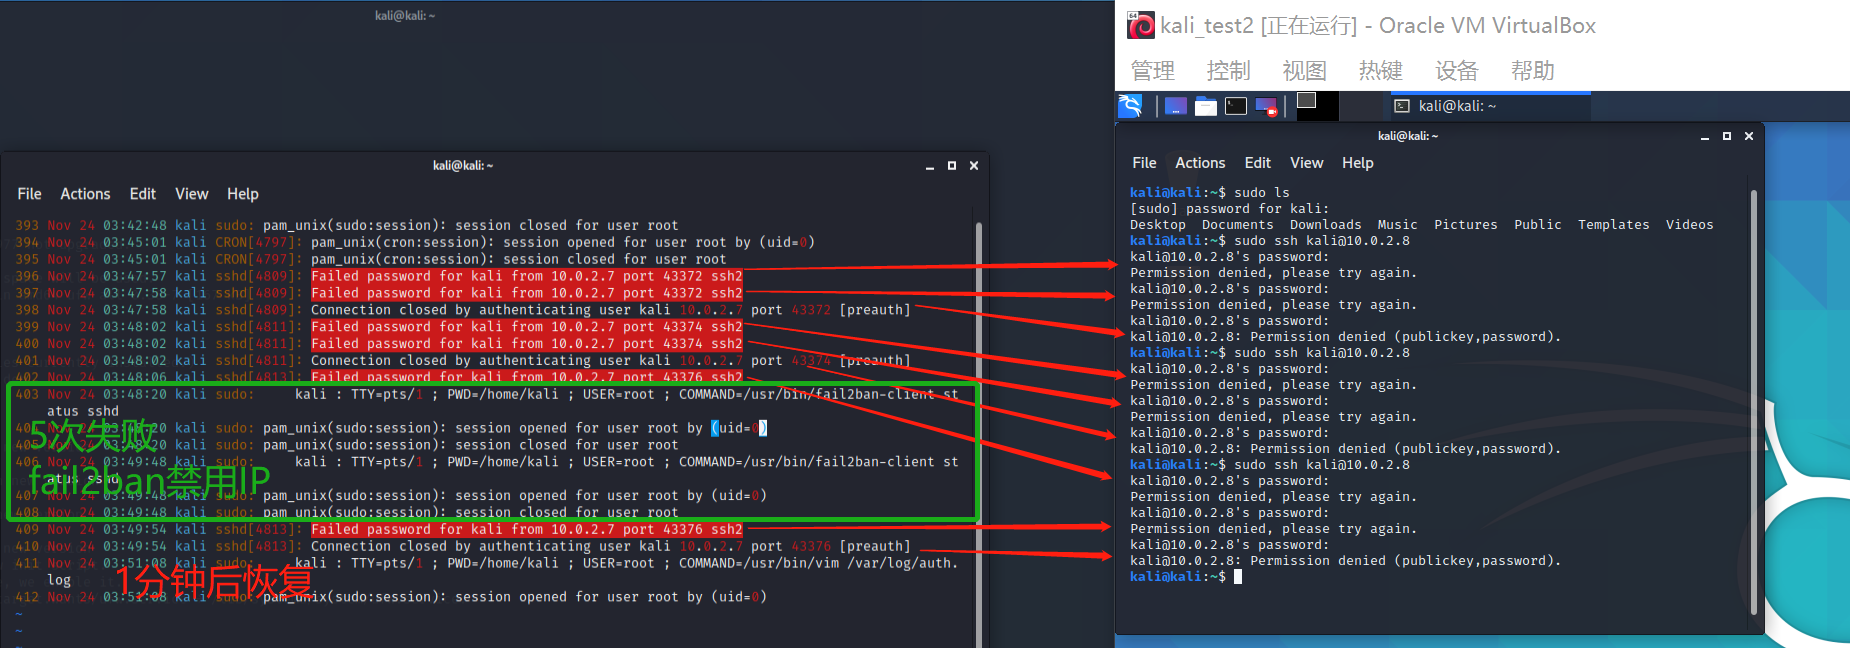 kali@kali: ~
kali@kali: ~
File Actions Edit View Help
393 Nov 24 03:42:48 kali sudo: pam_unix(sudo:session): session closed for user root
394 Nov 24 03:45:01 kali CRON[4797]: pam_unix(cron:session): session opened for user root by (uid=0)
395 Nov 24 03:45:01 kali CRON[4797]: pam_unix(cron:session): session closed for user root
396 Nov 24 03:47:57 kali sshd[4809]: Failed password for kali from 10.0.2.7 port 43372 ssh2
397 Nov 24 03:47:58 kali sshd[4809]: Failed password for kali from 10.0.2.7 port 43372 ssh2
398 Nov 24 03:47:58 kali sshd[4809]: Connection closed by authenticating user kali 10.0.2.7 port 43372 [preauth]
399 Nov 24 03:48:02 kali sshd[4811]: Failed password for kali from 10.0.2.7 port 43374 ssh2
400 Nov 24 03:48:02 kali sshd[4811]: Failed password for kali from 10.0.2.7 port 43374 ssh2
401 Nov 24 03:48:02 kali sshd[4811]: Connection closed by authenticating user kali 10.0.2.7 port 43374 [preauth]
402 Nov 24 03:48:06 kali sshd[4813]: Failed password for kali from 10.0.2.7 port 43376 ssh2
403 Nov 24 03:48:20 kali sudo:     kali : TTY=pts/1 ; PWD=/home/kali ; USER=root ; COMMAND=/usr/bin/fail2ban-client st
atus sshd
404 Nov 24 03:48:20 kali sudo: pam_unix(sudo:session): session opened for user root by (uid=0)
5次失败
405 Nov 24 03:48:20 kali sudo: pam_unix(sudo:session): session closed for user root
406 Nov 24 03:49:48 kali sudo:     kali : TTY=pts/1 ; PWD=/home/kali ; USER=root ; COMMAND=/usr/bin/fail2ban-client st
atus sshd
fail2ban禁用IP
407 Nov 24 03:49:48 kali sudo: pam_unix(sudo:session): session opened for user root by (uid=0)
408 Nov 24 03:49:48 kali sudo: pam_unix(sudo:session): session closed for user root
409 Nov 24 03:49:54 kali sshd[4813]: Failed password for kali from 10.0.2.7 port 43376 ssh2
410 Nov 24 03:49:54 kali sshd[4813]: Connection closed by authenticating user kali 10.0.2.7 port 43376 [preauth]
411 Nov 24 03:51:08 kali sudo:     kali : TTY=pts/1 ; PWD=/home/kali ; USER=root ; COMMAND=/usr/bin/vim /var/log/auth.
log
1分钟后恢复
412 Nov 24 03:51:08 kali sudo: pam_unix(sudo:session): session opened for user root by (uid=0)
~
~
kali_test2 [正在运行] - Oracle VM VirtualBox
管理 控制 视图 热键 设备 帮助
kali@kali: ~
kali@kali: ~
File Actions Edit View Help
kali@kali:~$ sudo ls
[sudo] password for kali:
Desktop Documents Downloads Music Pictures Public Templates Videos
kali@kali:~$ sudo ssh kali@10.0.2.8
kali@10.0.2.8's password:
Permission denied, please try again.
kali@10.0.2.8's password:
Permission denied, please try again.
kali@10.0.2.8's password:
kali@10.0.2.8: Permission denied (publickey,password).
kali@kali:~$ sudo ssh kali@10.0.2.8
kali@10.0.2.8's password:
Permission denied, please try again.
kali@10.0.2.8's password:
Permission denied, please try again.
kali@10.0.2.8's password:
kali@10.0.2.8: Permission denied (publickey,password).
kali@kali:~$ sudo ssh kali@10.0.2.8
kali@10.0.2.8's password:
Permission denied, please try again.
kali@10.0.2.8's password:
Permission denied, please try again.
kali@10.0.2.8's password:
kali@10.0.2.8: Permission denied (publickey,password).
kali@kali:~$